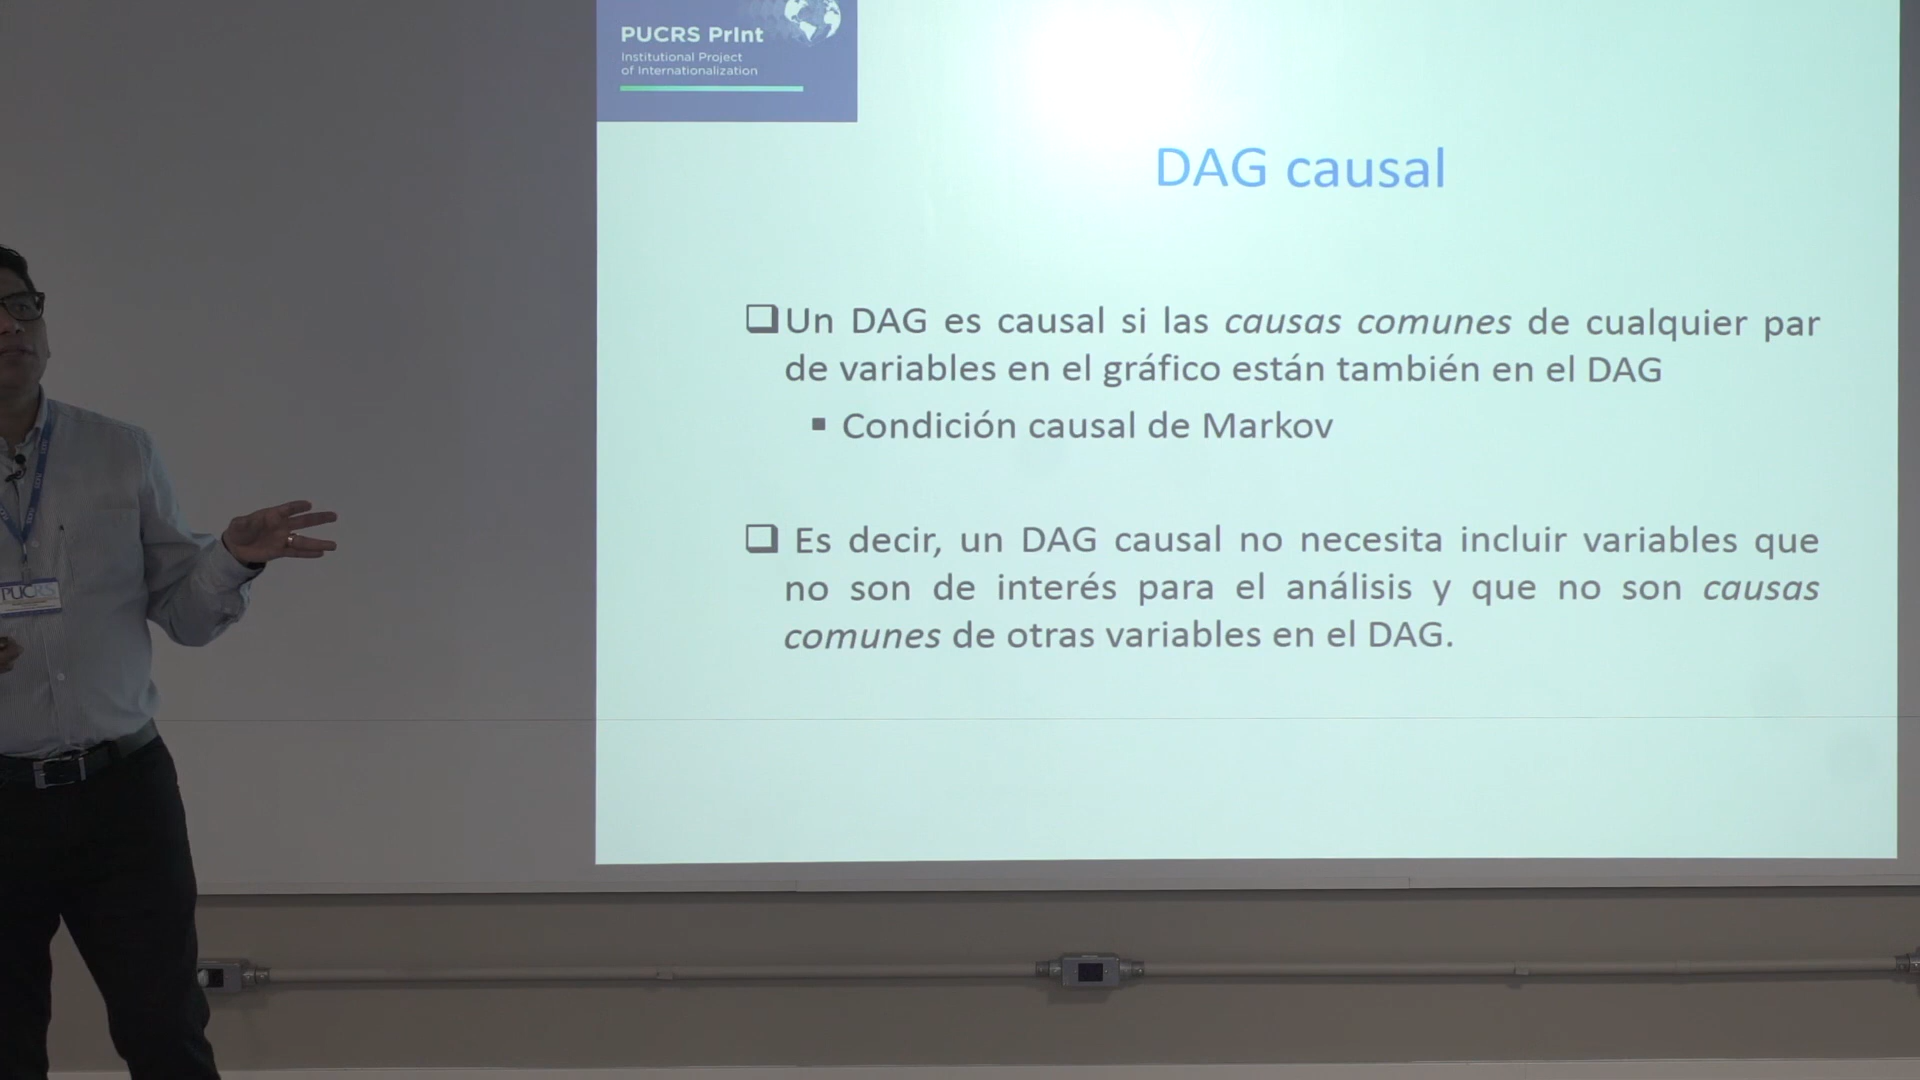 PUCRS PrInt
Institutional Project
of Internationalization
DAG causal
Un DAG es causal si las causas comunes de cualquier par
de variables en el gráfico están también en el DAG
Condición causal de Markov
Es decir, un DAG causal no necesita incluir variables que
no son de interés para el análisis y que no son causas
comunes de otras variables en el DAG.
PUCRS